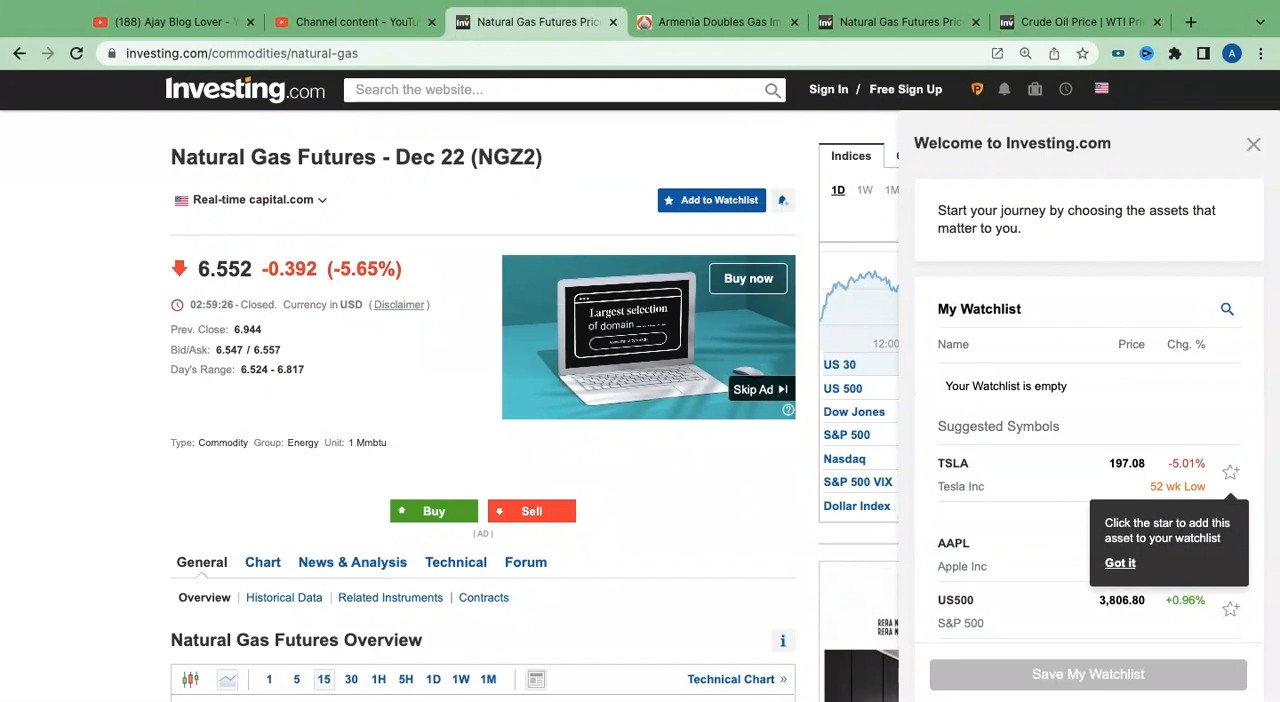 (188) Ajay Blog Lover - Y
Channel content - YouTu
Natural Gas Futures Pric
Armenia Doubles Gas Im
Natural Gas Futures Pric
Crude Oil Price | WTI Pri
investing.com/commodities/natural-gas
A
Investing.com
Search the website...
Sign In / Free Sign Up
Natural Gas Futures - Dec 22 (NGZ2)
Real-time capital.com
Add to Watchlist
6.552 -0.392 (-5.65%)
02:59:26 - Closed. Currency in USD ( Disclaimer )
Prev. Close: 6.944
Bid/Ask: 6.547 / 6.557
Day's Range: 6.524 - 6.817
Buy now
Largest selection
of domain
Skip Ad
Type: Commodity Group: Energy Unit: 1 Mmbtu
Buy
Sell
| AD |
General Chart News & Analysis Technical Forum
Overview | Historical Data | Related Instruments | Contracts
Natural Gas Futures Overview
1 5 15 30 1H 5H 1D 1W 1M
Technical Chart »
Indices
1D 1W 1M
12:00
US 30
US 500
Dow Jones
S&P 500
Nasdaq
S&P 500 VIX
Dollar Index
RERA N
RERA N
Welcome to Investing.com
Start your journey by choosing the assets that
matter to you.
My Watchlist
Name Price Chg. %
Your Watchlist is empty
Suggested Symbols
TSLA 197.08 -5.01%
Tesla Inc 52 wk Low
Click the star to add this
asset to your watchlist
Got it
AAPL
Apple Inc
US500 3,806.80 +0.96%
S&P 500
Save My Watchlist